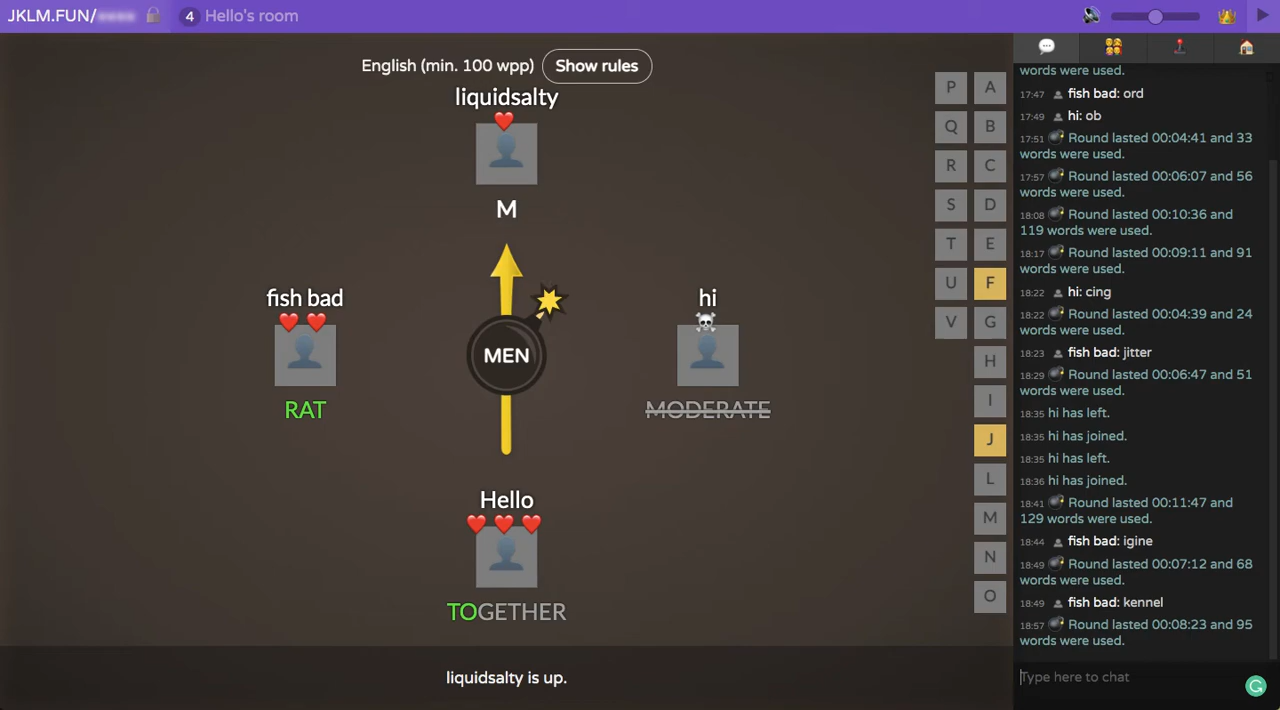 JKLM.FUN/
4 Hello's room
English (min. 100 wpp) Show rules
liquidsalty
M
fish bad
RAT
MEN
hi
MODERATE
Hello
TOGETHER
liquidsalty is up.
P A
Q B
R C
S D
T E
U F
V G
H
I
J
L
M
N
O
words were used.
17:47 fish bad: ord
17:49 hi: ob
17:51 Round lasted 00:04:41 and 33
words were used.
17:57 Round lasted 00:06:07 and 56
words were used.
18:08 Round lasted 00:10:36 and
119 words were used.
18:17 Round lasted 00:09:11 and 91
words were used.
18:22 hi: cing
18:22 Round lasted 00:04:39 and 24
words were used.
18:23 fish bad: jitter
18:29 Round lasted 00:06:47 and 51
words were used.
18:35 hi has left.
18:35 hi has joined.
18:35 hi has left.
18:36 hi has joined.
18:41 Round lasted 00:11:47 and
129 words were used.
18:44 fish bad: igine
18:49 Round lasted 00:07:12 and 68
words were used.
18:49 fish bad: kennel
18:57 Round lasted 00:08:23 and 95
words were used.
Type here to chat